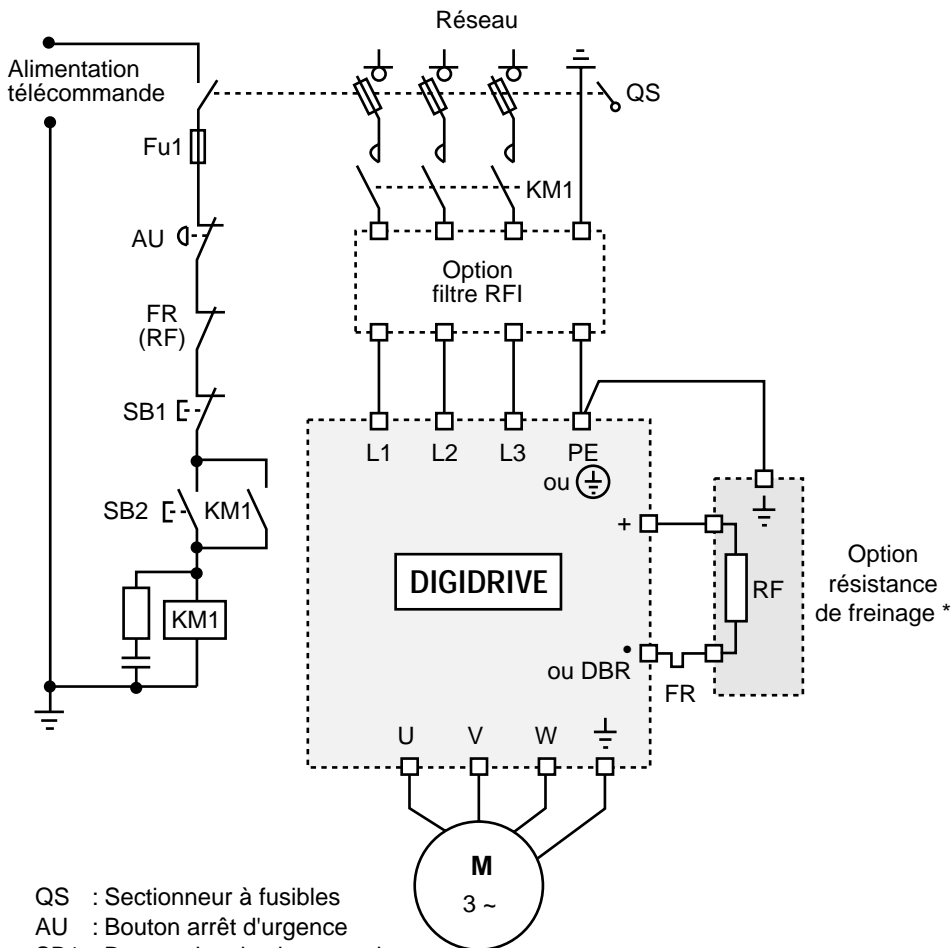 Réseau
Alimentation
télécommande
QS
Fu1
KM1
AU
Option
filtre RFI
FR
(RF)
SB1
L1 L2 L3 PE
ou
SB2 KM1
+
DIGIDRIVE
RF
Option
résistance
de freinage *
KM1
ou DBR
FR
U V W
M
3 ~
QS : Sectionneur à fusibles
AU : Bouton arrêt d'urgence